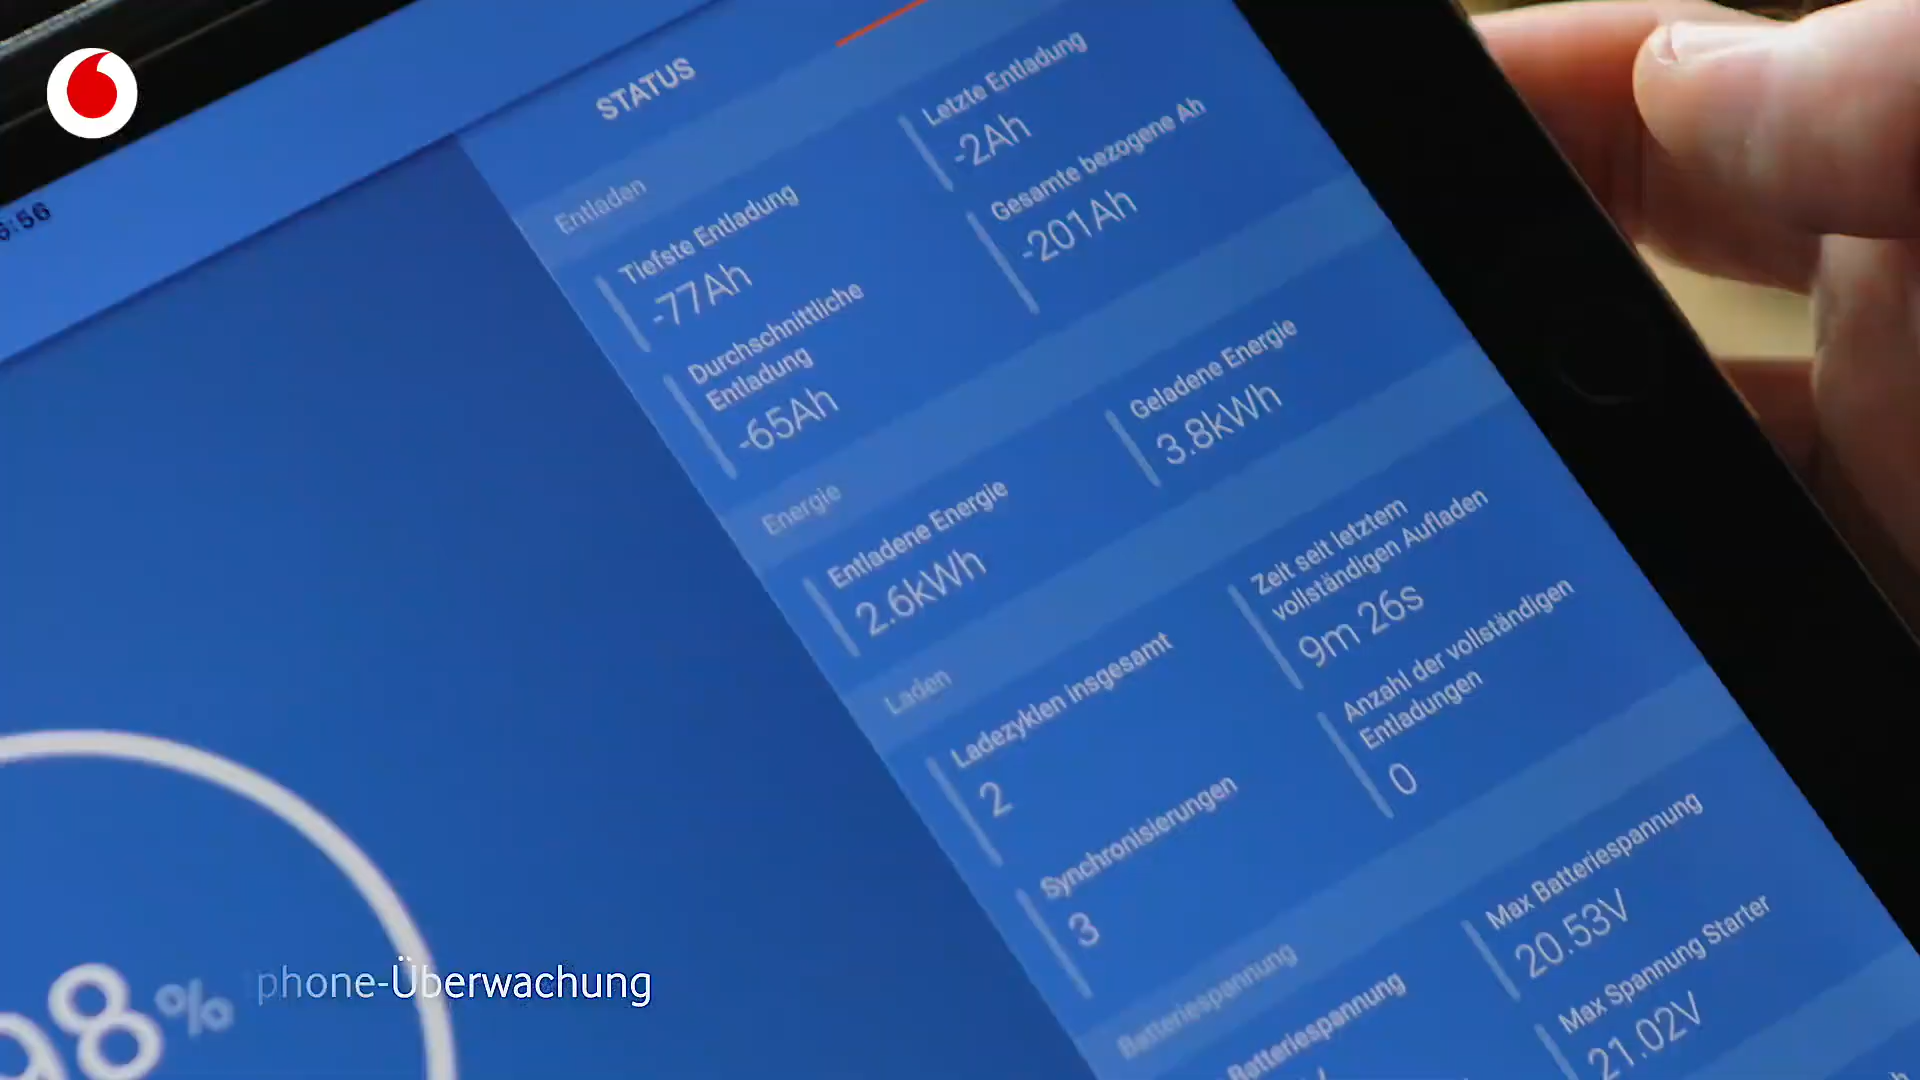 STATUS
Entladen
Tiefste Entladung
-77Ah
Letzte Entladung
-2Ah
Durchschnittliche
Entladung
-65Ah
Gesamte bezogene Ah
-201Ah
Energie
Entladene Energie
2.6kWh
Geladene Energie
3.8kWh
Laden
Ladezyklen insgesamt
2
Zeit seit letztem
vollständigen Aufladen
9m 26s
Synchronisierungen
3
Anzahl der vollständigen
Entladungen
0
Batteriespannung
Batteriespannung
Max Batteriespannung
20.53V
Max Spannung Starter
21.02V
98%
phone-Überwachung